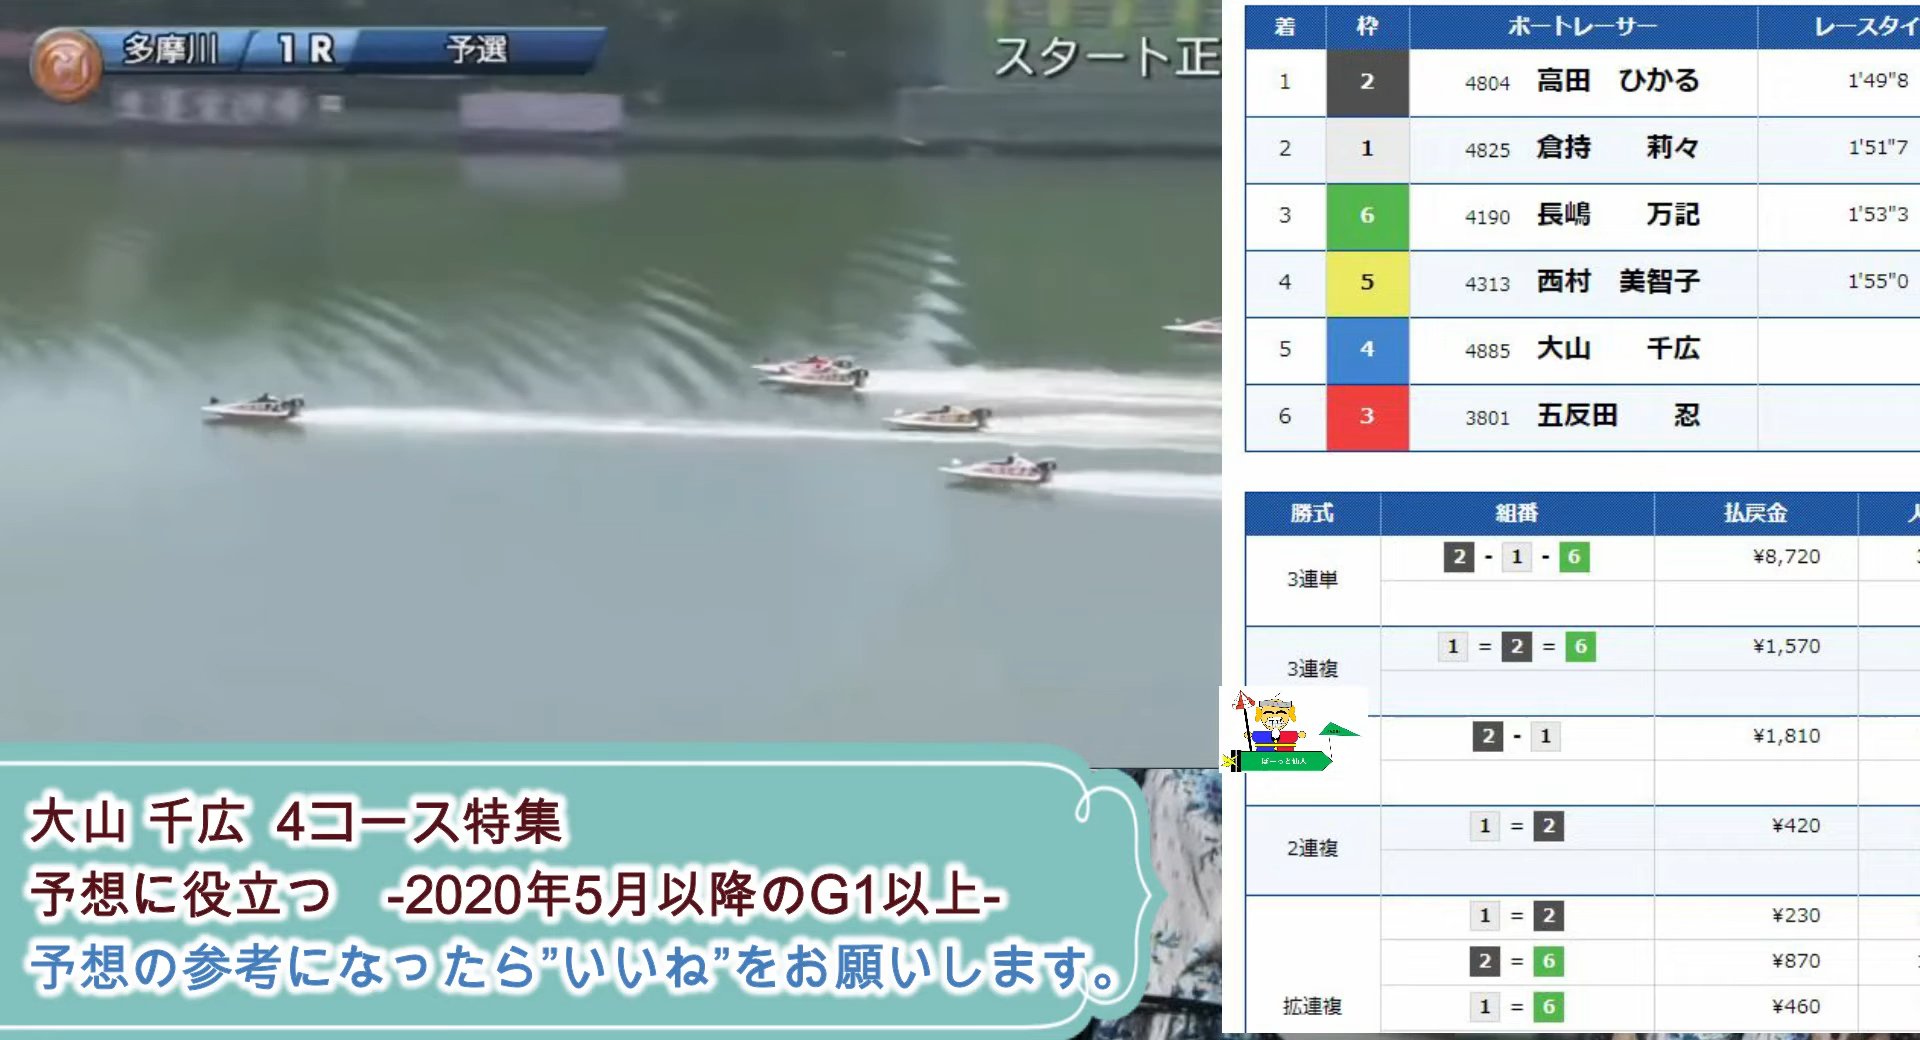 G1 多摩川 1R 予選
スタート正
着 枠 ボートレーサー レースタイ
1 2 4804 高田 ひかる 1'49"8
2 1 4825 倉持 莉々 1'51"7
3 6 4190 長嶋 万記 1'53"3
4 5 4313 西村 美智子 1'55"0
5 4 4885 大山 千広
6 3 3801 五反田 忍
勝式 組番 払戻金
3連単 2 - 1 - 6 ¥8,720
3連複 1 = 2 = 6 ¥1,570
2 - 1 ¥1,810
2連複 1 = 2 ¥420
1 = 2 ¥230
2 = 6 ¥870
拡連複 1 = 6 ¥460
ぼーっと仙人
大山 千広 4コース特集
予想に役立つ -2020年5月以降のG1以上-
予想の参考になったら”いいね”をお願いします。